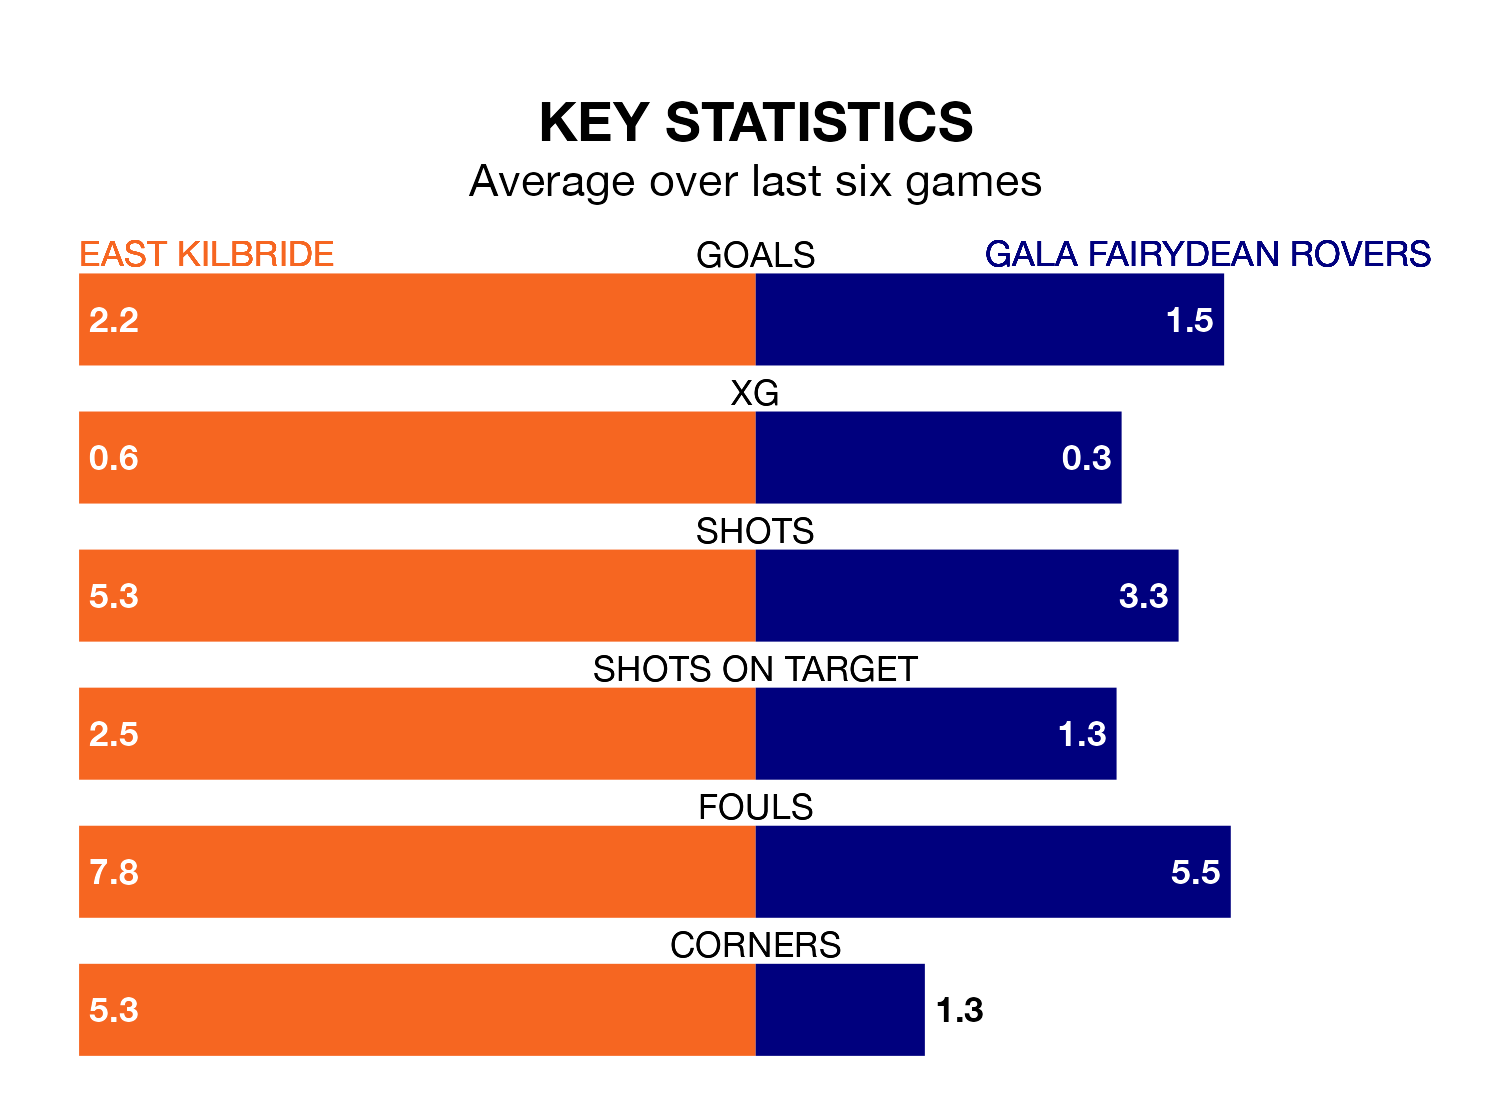 KEY STATISTICS
Average over last six games
EAST KILBRIDE GOALS GALA FAIRYDEAN ROVERS
2.2 1.5
XG
0.6 0.3
SHOTS
5.3 3.3
SHOTS ON TARGET
2.5 1.3
FOULS
7.8 5.5
CORNERS
5.3 1.3